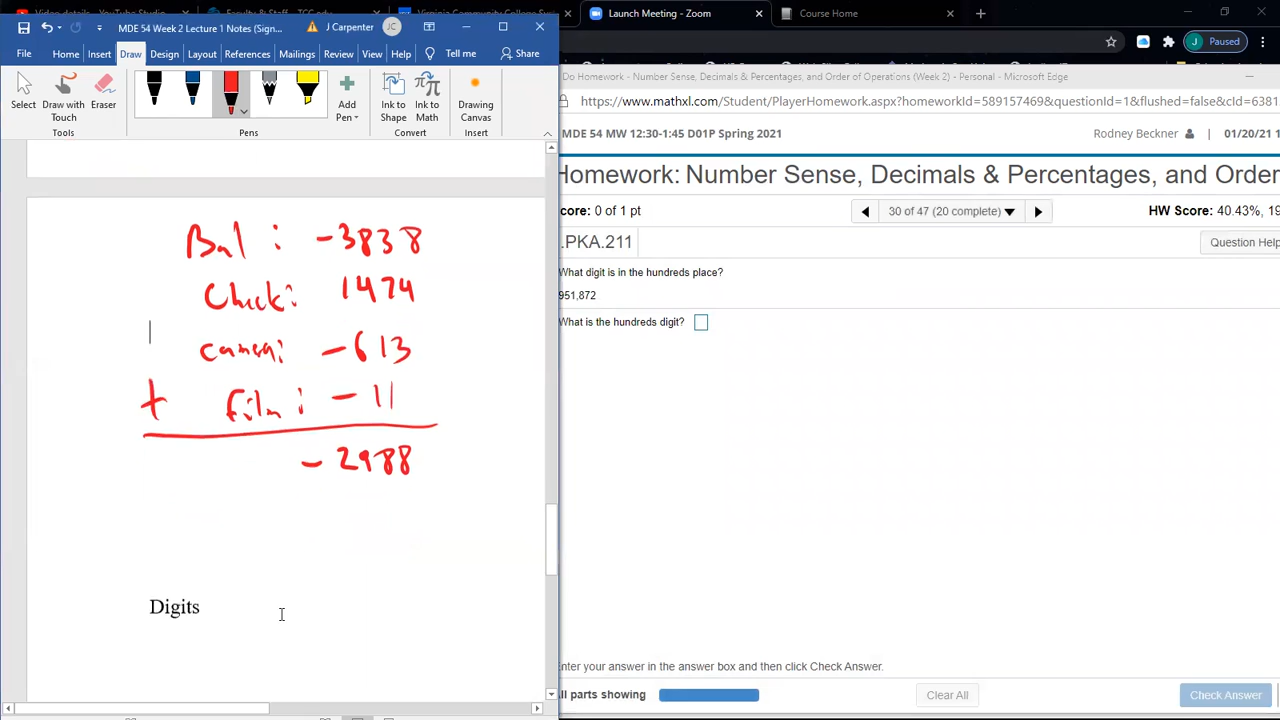 Launch Meeting - Zoom
Course Home
MDE 54 Week 2 Lecture 1 Notes (Sign...
J Carpenter
JC
File Home Insert Draw Design Layout References Mailings Review View Help Tell me Share
Select
Draw with Touch
Eraser
Add Pen
Ink to Shape
Ink to Math
Drawing Canvas
Tools
Pens
Convert
Insert
Bal : -3838
Check: 1474
camera: -613
+ film: -11
-2988
Digits
J Paused
Do Homework - Number Sense, Decimals & Percentages, and Order of Operations (Week 2) - Personal - Microsoft Edge
https://www.mathxl.com/Student/PlayerHomework.aspx?homeworkId=589157469&questionId=1&flushed=false&cId=6381
MDE 54 MW 12:30-1:45 D01P Spring 2021
Rodney Beckner
01/20/21 1
Homework: Number Sense, Decimals & Percentages, and Order
core: 0 of 1 pt
30 of 47 (20 complete)
HW Score: 40.43%, 19
.PKA.211
Question Help
What digit is in the hundreds place?
951,872
What is the hundreds digit?
Enter your answer in the answer box and then click Check Answer.
All parts showing
Clear All
Check Answer